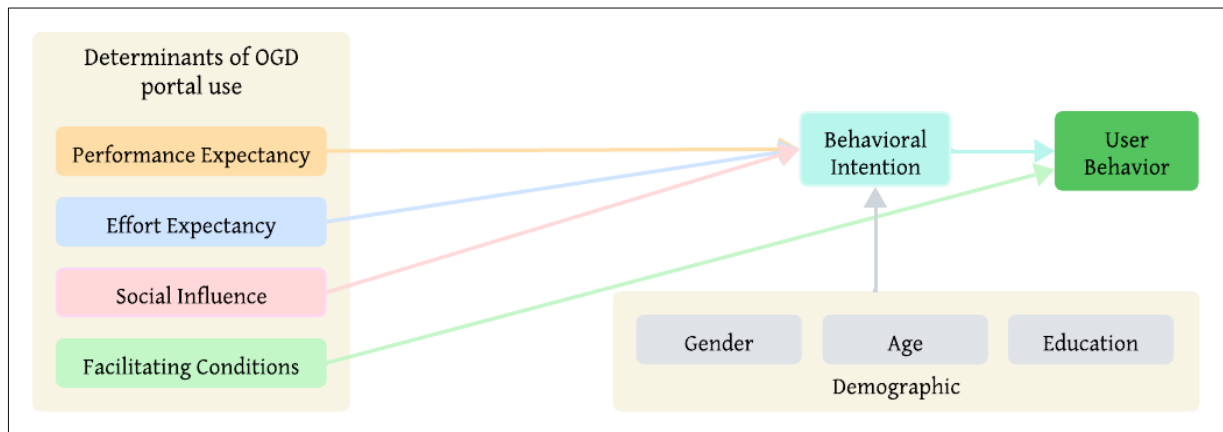 Determinants of OGD
portal use
Performance Expectancy
Effort Expectancy
Social Influence
Facilitating Conditions
Behavioral
Intention
User
Behavior
Gender
Age
Education
Demographic